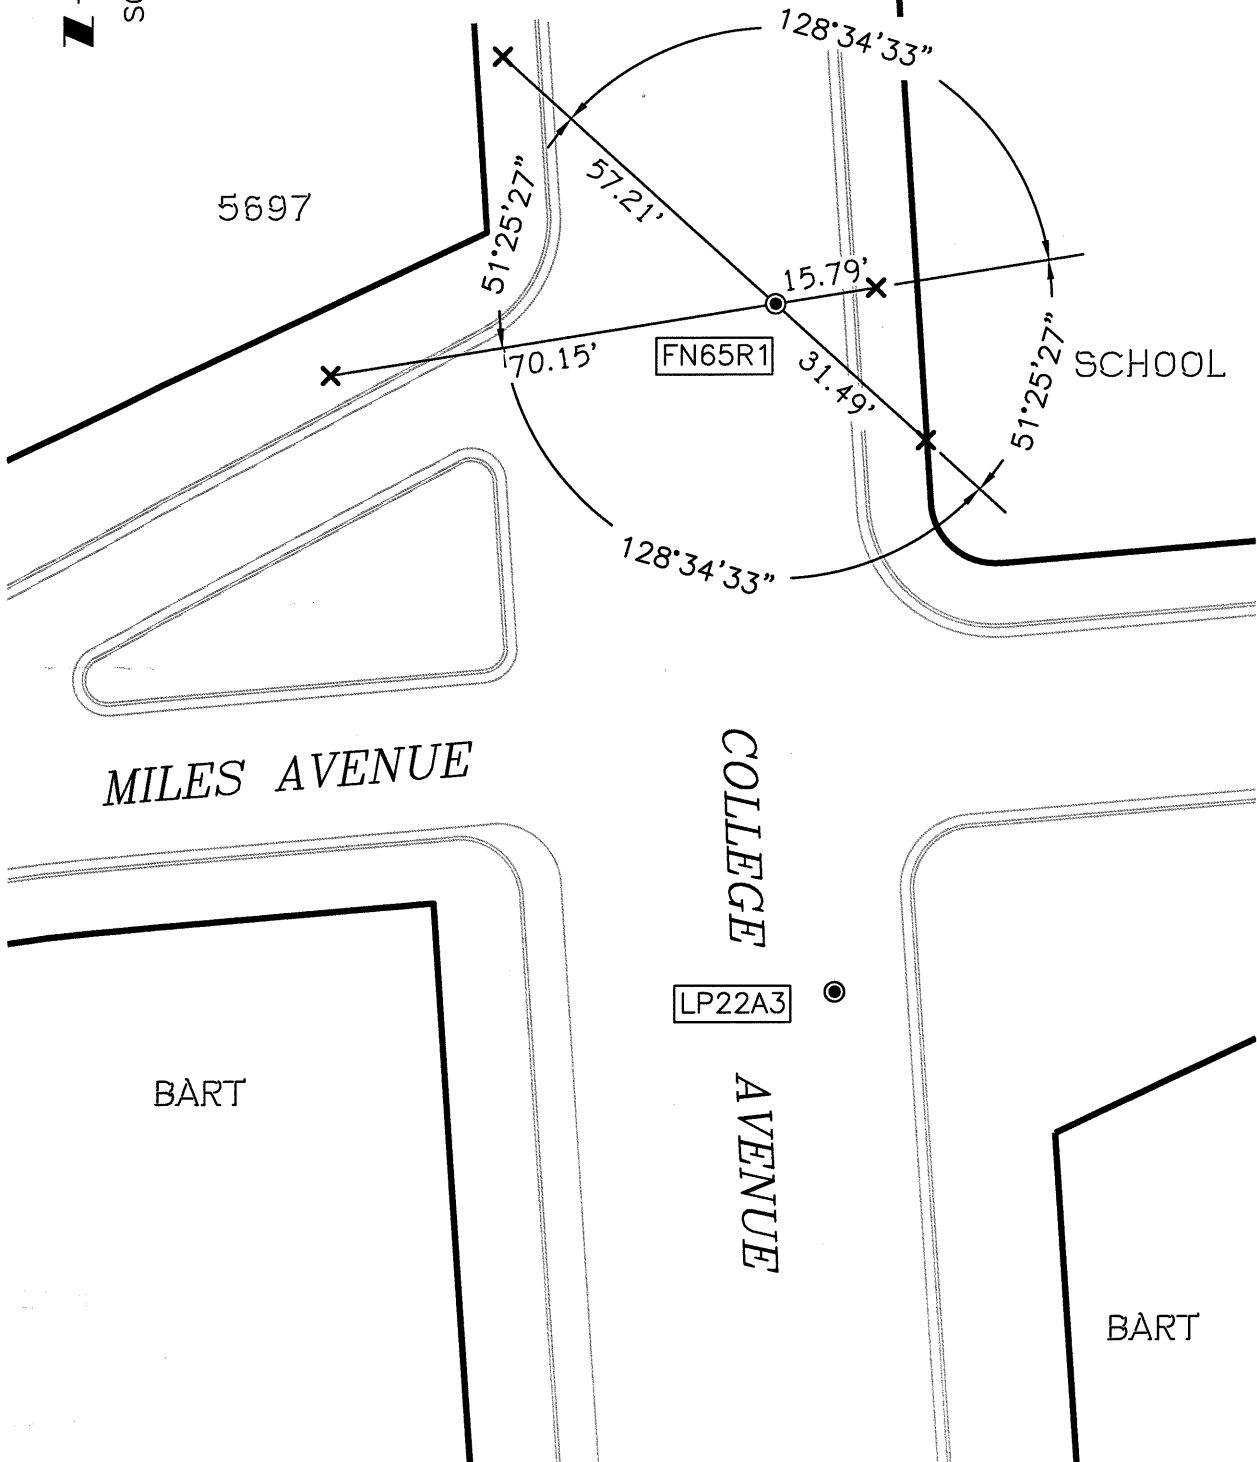 128°34'33"
57.21'
51°25'27"
5697
15.79'
FN65R1
70.15'
31.49'
51°25'27"
SCHOOL
128°34'33"
MILES AVENUE
COLLEGE AVENUE
LP22A3
BART
BART